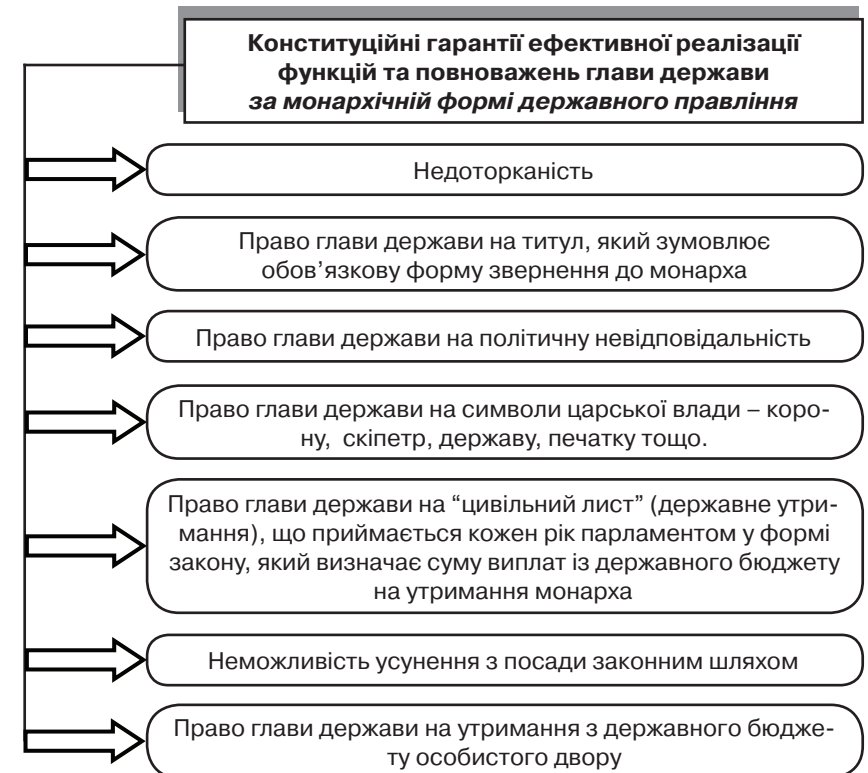 Конституційні гарантії ефективної реалізації
функцій та повноважень глави держави
за монархічній формі державного правління
Недоторканість
Право глави держави на титул, який зумовлює
обов’язкову форму звернення до монарха
Право глави держави на політичну невідповідальність
Право глави держави на символи царської влади – коро-
ну, скіпетр, державу, печатку тощо.
Право глави держави на “цивільний лист” (державне утри-
мання), що приймається кожен рік парламентом у формі
закону, який визначає суму виплат із державного бюджету
на утримання монарха
Неможливість усунення з посади законним шляхом
Право глави держави на утримання з державного бюдже-
ту особистого двору